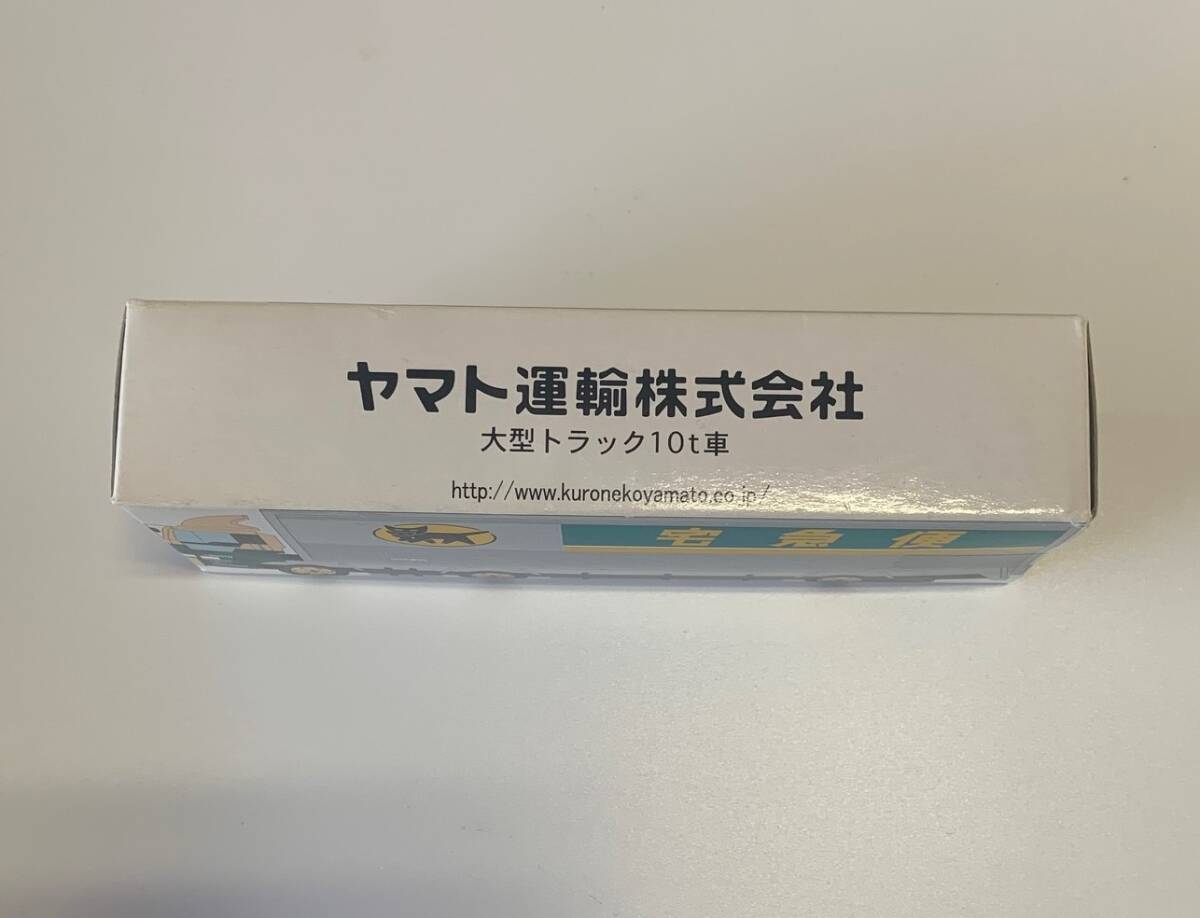 ヤマト運輸株式会社
大型トラック10t車
http://www.kuronekoyamato.co.jp/
宅急便